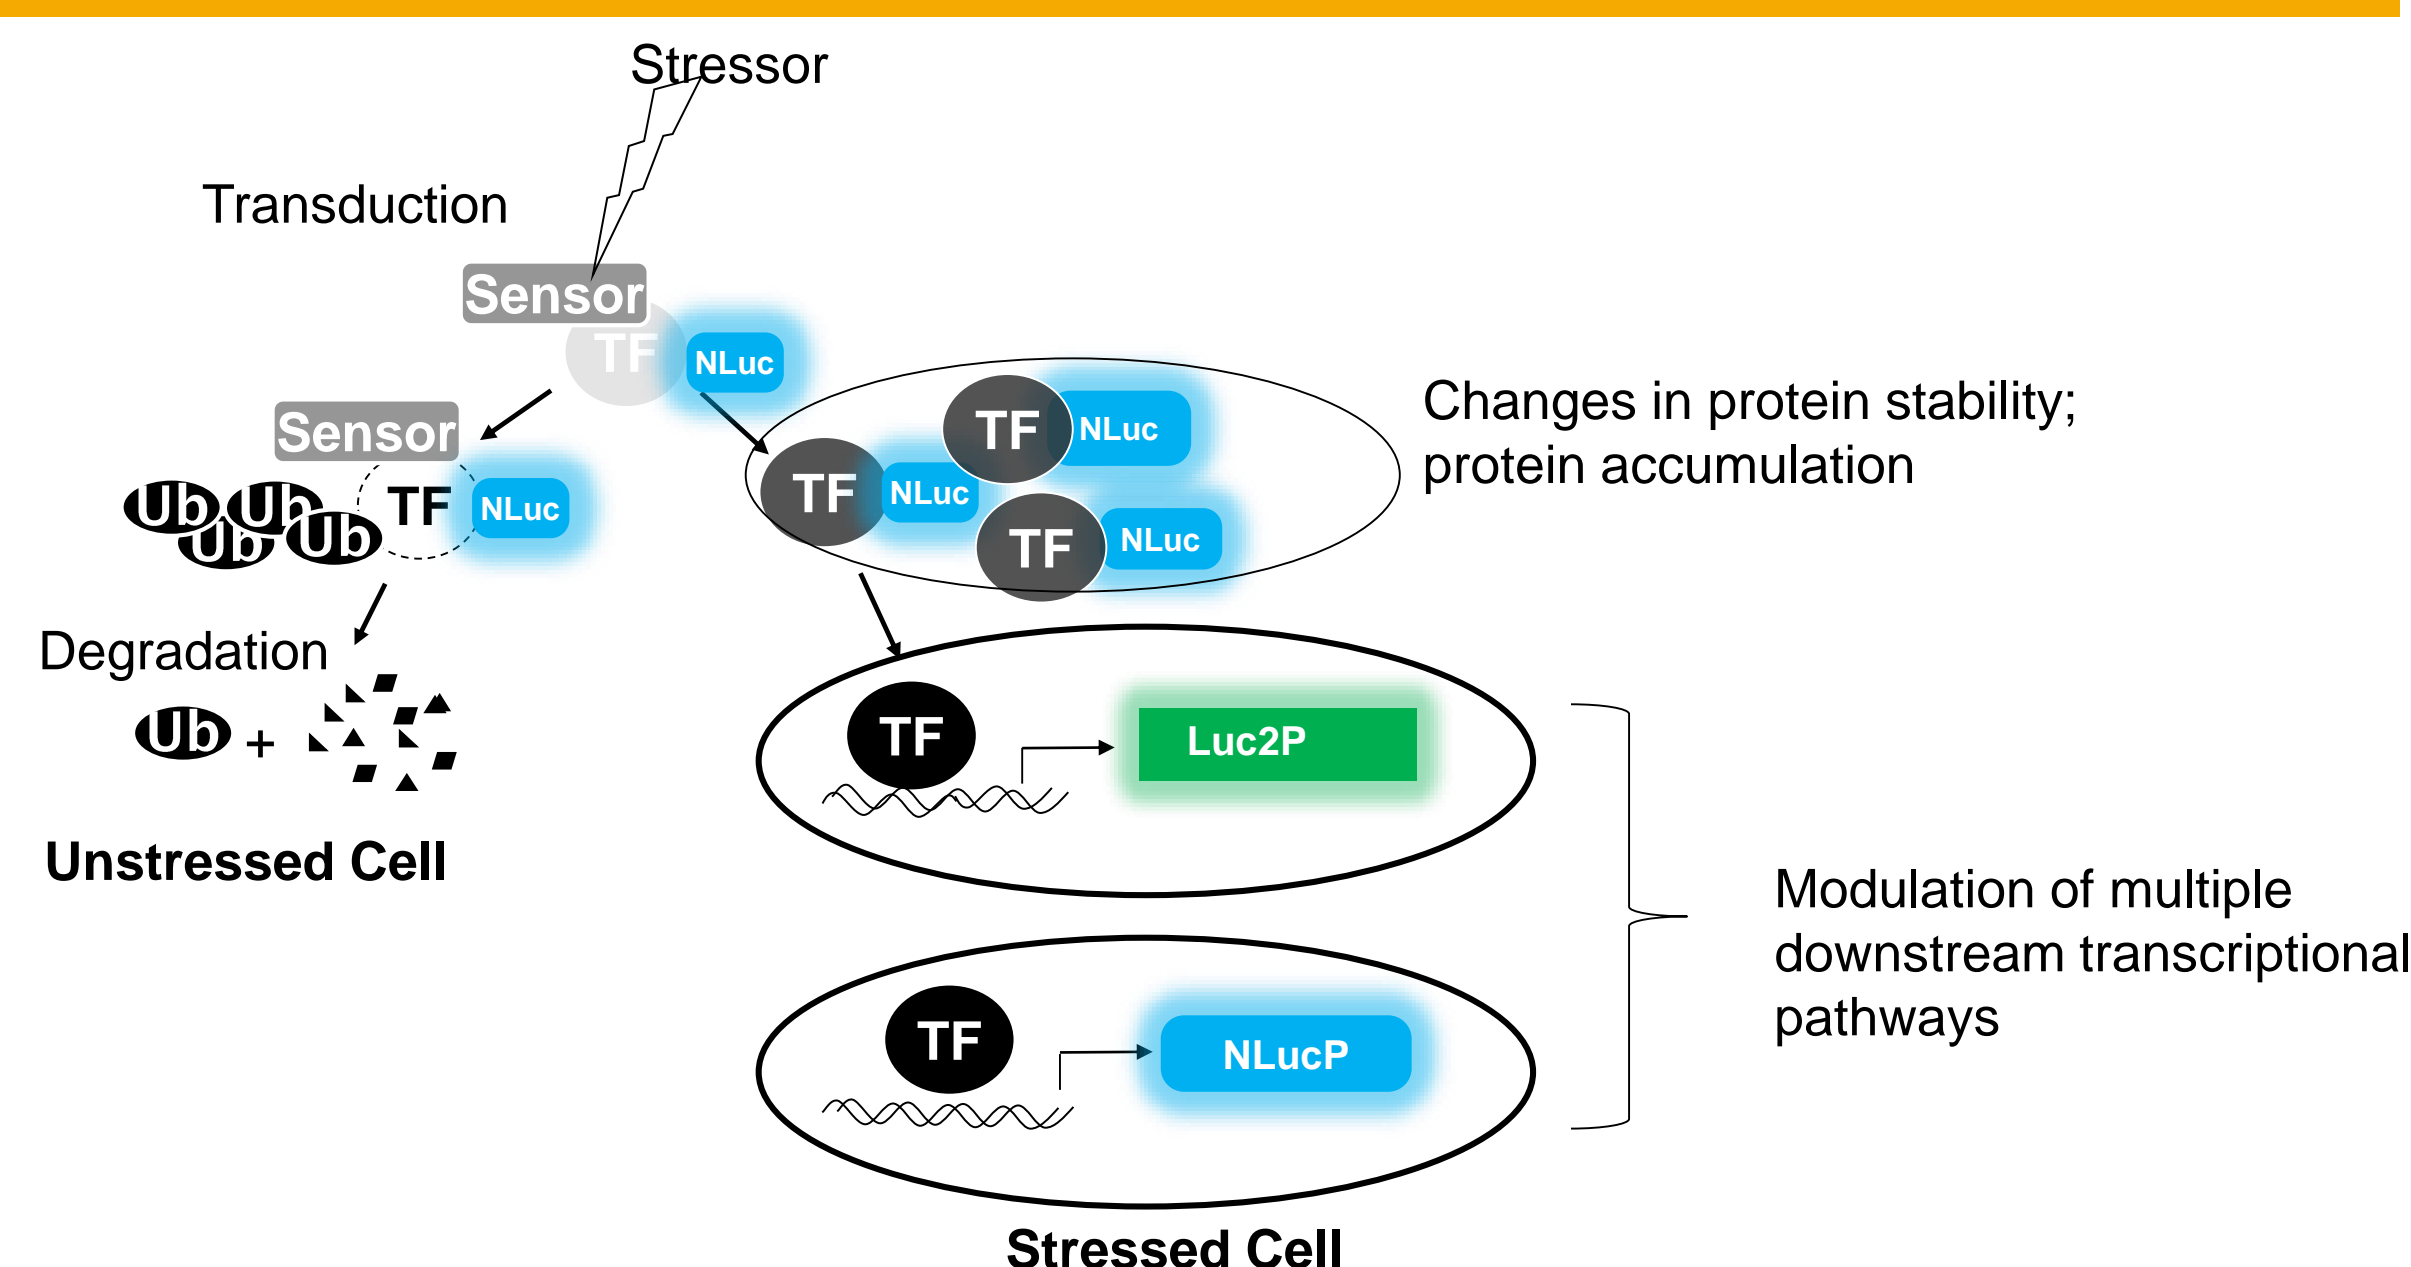 Stressor
Transduction
Sensor
TF
NLuc
Sensor
TF
NLuc
Ub
Ub
Ub
Ub
TF
NLuc
TF
NLuc
TF
NLuc
Changes in protein stability;
protein accumulation
Degradation
Ub
+
Unstressed Cell
TF
Luc2P
TF
NLucP
Modulation of multiple
downstream transcriptional
pathways
Stressed Cell